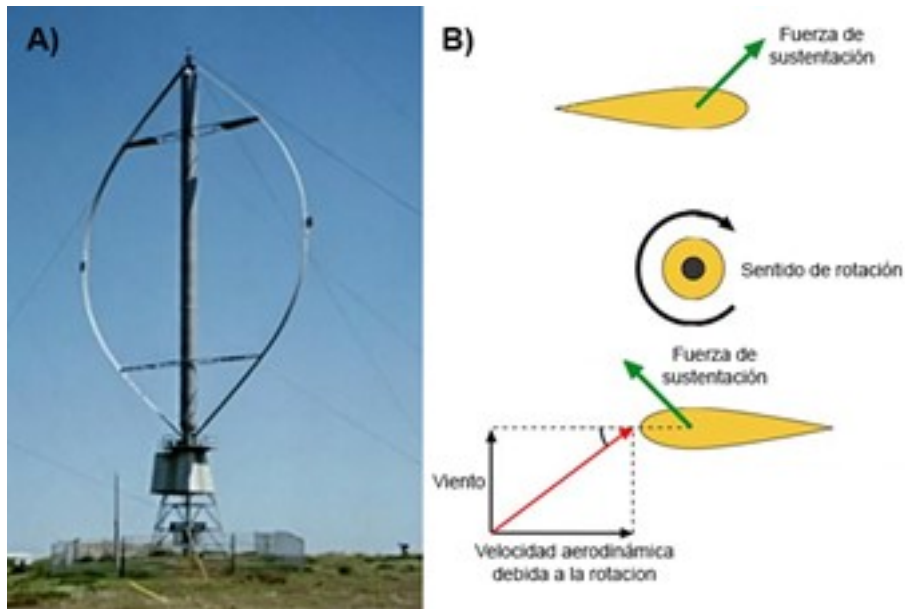 A)
B)
Fuerza de
sustentación
Sentido de rotación
Fuerza de
sustentación
Viento
Velocidad aerodinámica
debida a la rotacion